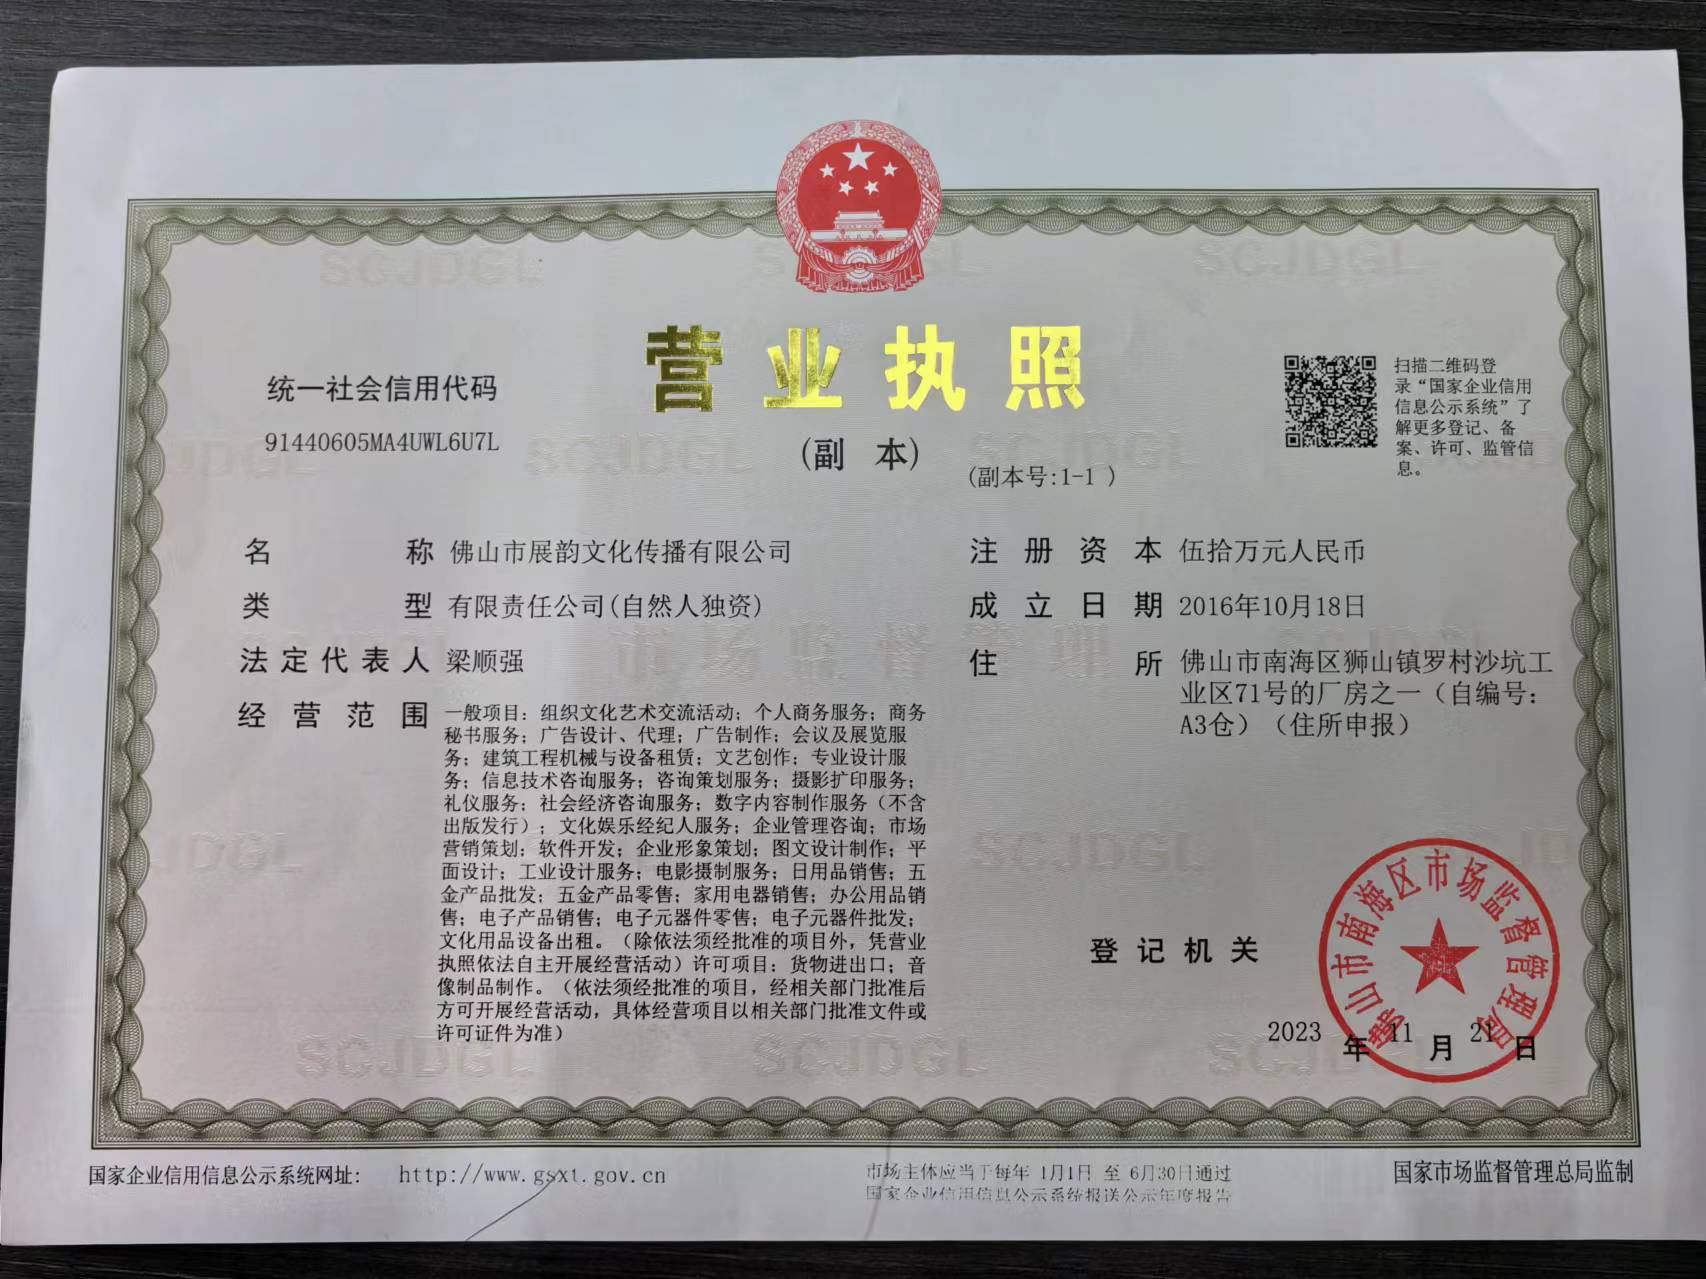 营业执照
(副 本)
(副本号:1-1 )
统一社会信用代码
91440605MA4UWL6U7L
扫描二维码登
录“国家企业信用
信息公示系统”了
解更多登记、备
案、许可、监管信
息。
名称 佛山市展韵文化传播有限公司
类型 有限责任公司(自然人独资)
法定代表人 梁顺强
经营范围 一般项目：组织文化艺术交流活动；个人商务服务；商务
秘书服务；广告设计、代理；广告制作；会议及展览服
务；建筑工程机械与设备租赁；文艺创作；专业设计服
务；信息技术咨询服务；咨询策划服务；摄影扩印服务；
礼仪服务；社会经济咨询服务；数字内容制作服务（不含
出版发行）；文化娱乐经纪人服务；企业管理咨询；市场
营销策划；软件开发；企业形象策划；图文设计制作；平
面设计；工业设计服务；电影摄制服务；日用品销售；五
金产品批发；五金产品零售；家用电器销售；办公用品销
售；电子产品销售；电子元器件零售；电子元器件批发；
文化用品设备出租。（除依法须经批准的项目外，凭营业
执照依法自主开展经营活动）许可项目：货物进出口；音
像制品制作。（依法须经批准的项目，经相关部门批准后
方可开展经营活动，具体经营项目以相关部门批准文件或
许可证件为准）
注册资本 伍拾万元人民币
成立日期 2016年10月18日
住所 佛山市南海区狮山镇罗村沙坑工
业区71号的厂房之一（自编号：
A3仓）（住所申报）
登记机关
佛山市南海区市场监督管理局
2023 年 11 月 21 日
国家企业信用信息公示系统网址: http://www.gsxt.gov.cn
市场主体应当于每年 1月1日 至 6月30日通过
国家企业信用信息公示系统报送公示年度报告
国家市场监督管理总局监制
SCJDGL
市场监督管理